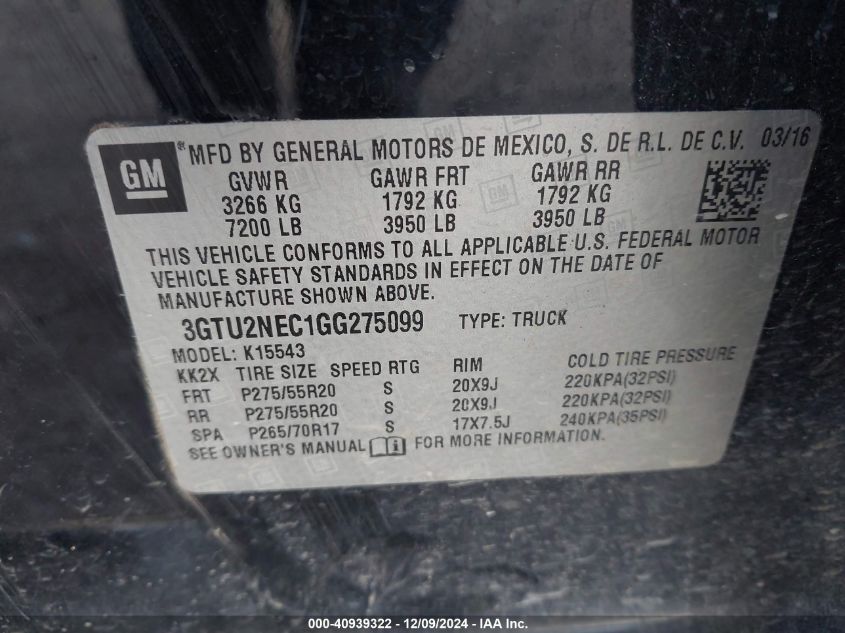 GM
®MFD BY GENERAL MOTORS DE MEXICO, S. DE R.L. DE C.V. 03/16
GVWR GAWR FRT GAWR RR
3266 KG 1792 KG 1792 KG
7200 LB 3950 LB 3950 LB
THIS VEHICLE CONFORMS TO ALL APPLICABLE U.S. FEDERAL MOTOR
VEHICLE SAFETY STANDARDS IN EFFECT ON THE DATE OF
MANUFACTURE SHOWN ABOVE.
3GTU2NEC1GG275099 TYPE: TRUCK
MODEL: K15543
KK2X TIRE SIZE SPEED RTG RIM COLD TIRE PRESSURE
FRT P275/55R20 S 20X9J 220KPA(32PSI)
RR P275/55R20 S 20X9J 220KPA(32PSI)
SPA P265/70R17 S 17X7.5J 240KPA(35PSI)
SEE OWNER'S MANUAL FOR MORE INFORMATION.
000-40939322 - 12/09/2024 - IAA Inc.